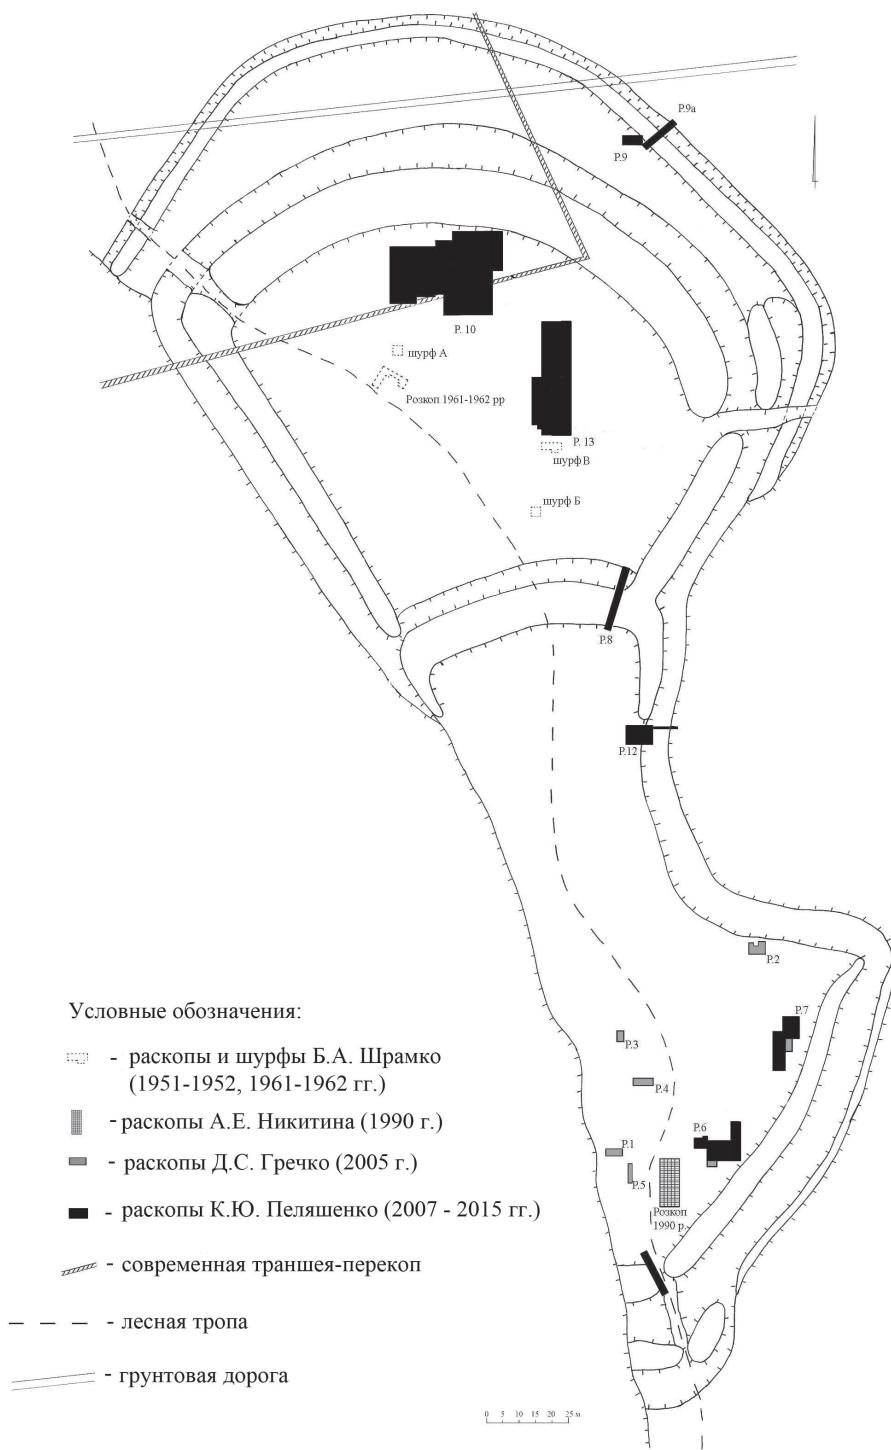 Р.9а
Р.9
Р. 10
шурф А
Розкоп 1961-1962 рр
Р. 13
шурф В
шурф Б
Р.8
Р.12
Р.2
Р.7
Р.3
Р.4
Р.6
Р.1
Р.5
Розкоп
1990 р.
Условные обозначения:
- раскопы и шурфы Б.А. Шрамко
(1951-1952, 1961-1962 гг.)
- раскопы А.Е. Никитина (1990 г.)
- раскопы Д.С. Гречко (2005 г.)
- раскопы К.Ю. Пеляшенко (2007 - 2015 гг.)
- современная траншея-перекоп
- лесная тропа
- грунтовая дорога
0 5 10 15 20 25 м